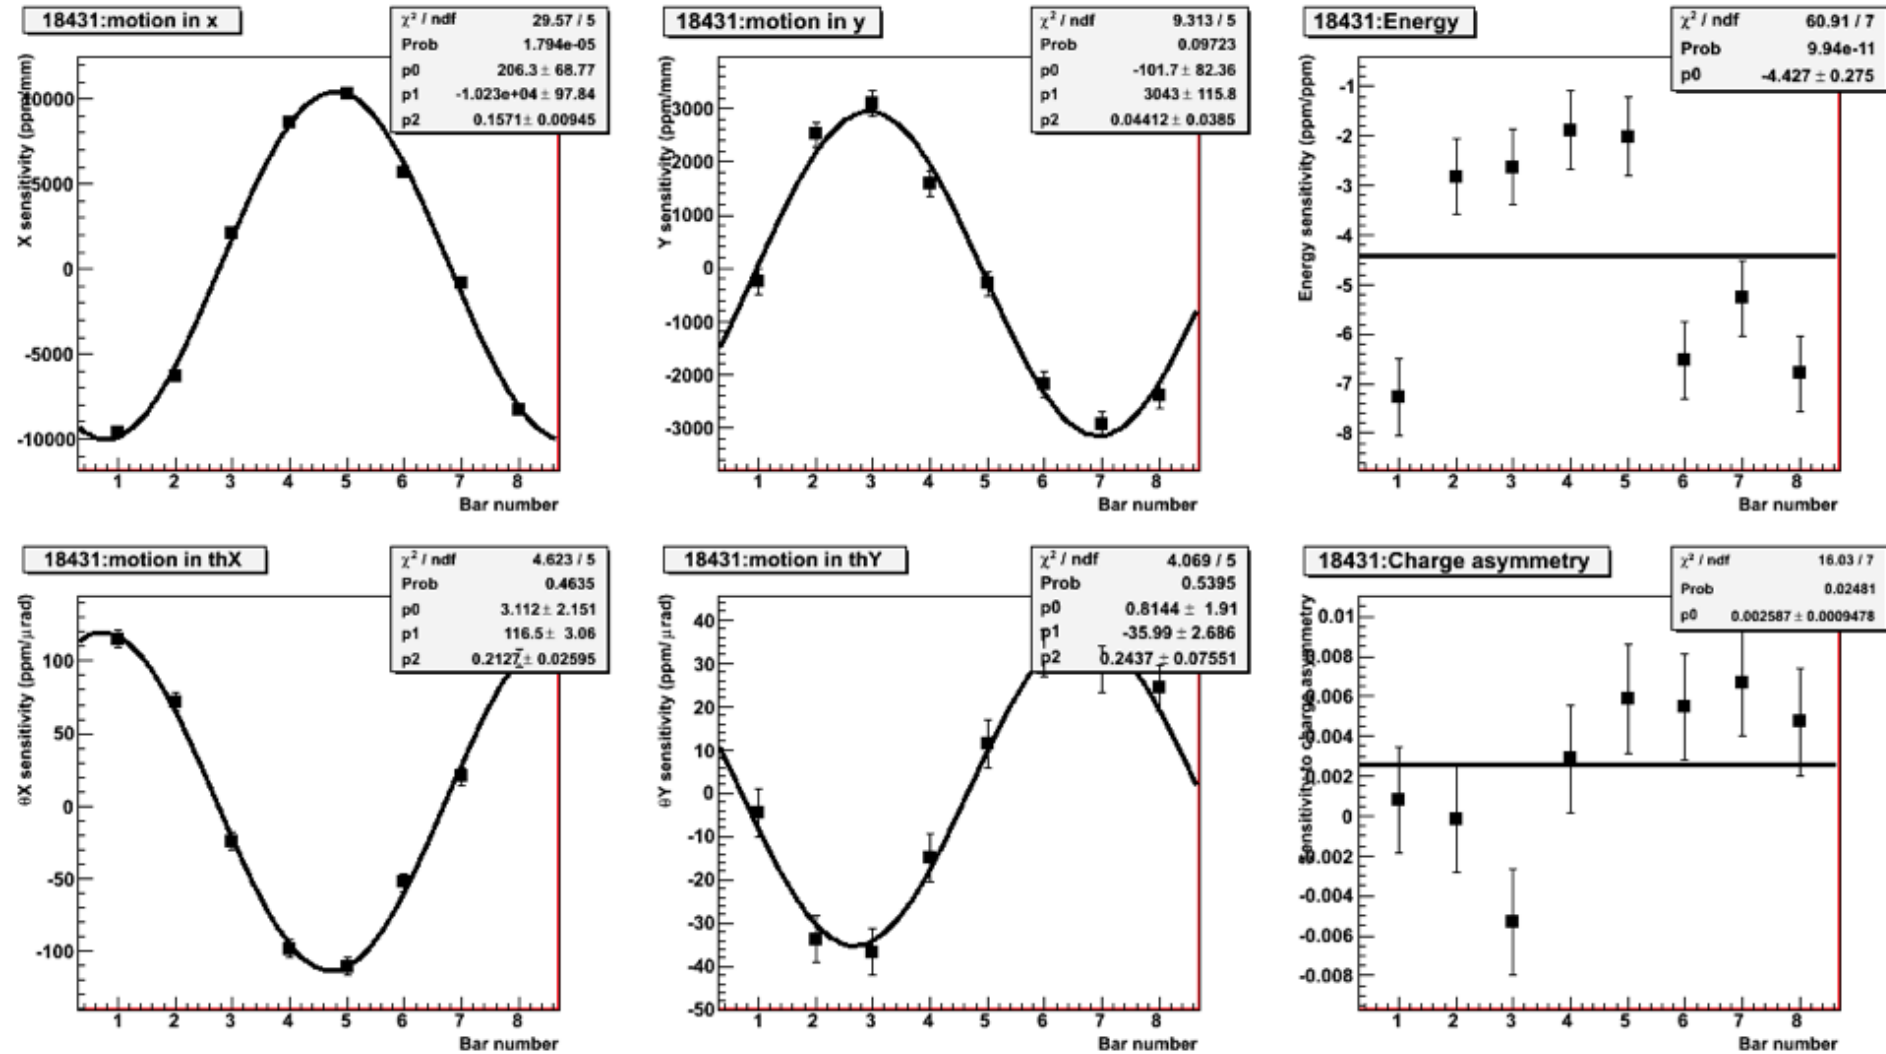 18431:motion in x
χ² / ndf 29.57 / 5
Prob 1.794e-05
p0 206.3 ± 68.77
p1 -1.023e+04 ± 97.84
p2 0.1571 ± 0.00945
X sensitivity (ppm/mm)
10000
5000
0
-5000
-10000
1 2 3 4 5 6 7 8
Bar number
18431:motion in y
χ² / ndf 9.313 / 5
Prob 0.09723
p0 -101.7 ± 82.36
p1 3043 ± 115.8
p2 0.04412 ± 0.0385
Y sensitivity (ppm/mm)
3000
2000
1000
0
-1000
-2000
-3000
1 2 3 4 5 6 7 8
Bar number
18431:Energy
χ² / ndf 60.91 / 7
Prob 9.94e-11
p0 -4.427 ± 0.275
Energy sensitivity (ppm/ppm)
-1
-2
-3
-4
-5
-6
-7
-8
1 2 3 4 5 6 7 8
Bar number
18431:motion in thX
χ² / ndf 4.623 / 5
Prob 0.4635
p0 3.112 ± 2.151
p1 116.5 ± 3.06
p2 0.2127 ± 0.02595
θX sensitivity (ppm/μrad)
100
50
0
-50
-100
1 2 3 4 5 6 7 8
Bar number
18431:motion in thY
χ² / ndf 4.069 / 5
Prob 0.5395
p0 0.8144 ± 1.91
p1 -35.99 ± 2.686
p2 0.2437 ± 0.07551
θY sensitivity (ppm/μrad)
40
30
20
10
0
-10
-20
-30
-40
-50
1 2 3 4 5 6 7 8
Bar number
18431:Charge asymmetry
χ² / ndf 16.03 / 7
Prob 0.02481
p0 0.002587 ± 0.0009478
Sensitivity to charge asymmetry
0.01
0.008
0.006
0.004
0.002
0
-0.002
-0.004
-0.006
-0.008
1 2 3 4 5 6 7 8
Bar number